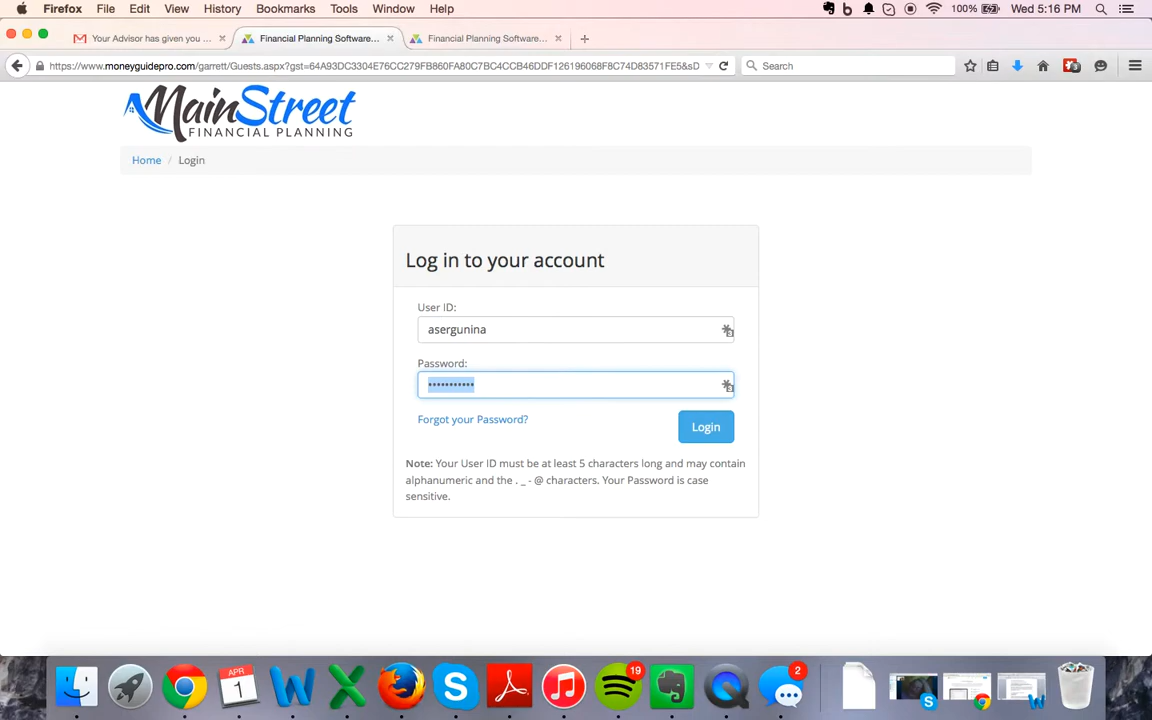 Firefox File Edit View History Bookmarks Tools Window Help 100% Wed 5:16 PM
Your Advisor has given you ... Financial Planning Software... Financial Planning Software...
https://www.moneyguidepro.com/garrett/Guests.aspx?gst=64A93DC3304E76CC279FB860FA80C7BC4CCB46DDF126196068F8C74D83571FE5&sD Search
MainStreet
FINANCIAL PLANNING
Home / Login
Log in to your account
User ID:
asergunina
Password:
•••••••••••
Forgot your Password? Login
Note: Your User ID must be at least 5 characters long and may contain
alphanumeric and the . _ - @ characters. Your Password is case
sensitive.
APR
1
19
2